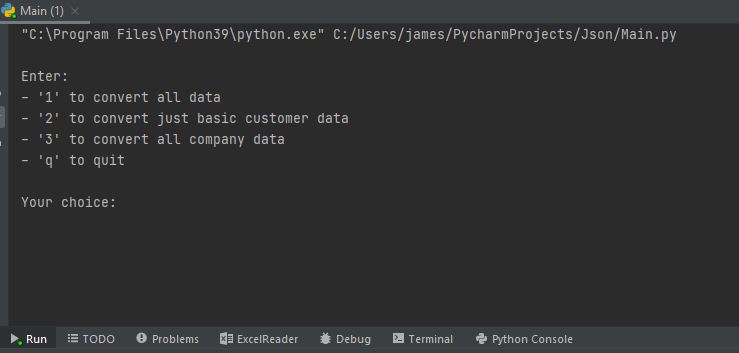 Main (1) ×
"C:\Program Files\Python39\python.exe" C:/Users/james/PycharmProjects/Json/Main.py
Enter:
- '1' to convert all data
- '2' to convert just basic customer data
- '3' to convert all company data
- 'q' to quit
Your choice:
Run TODO Problems ExcelReader Debug Terminal Python Console